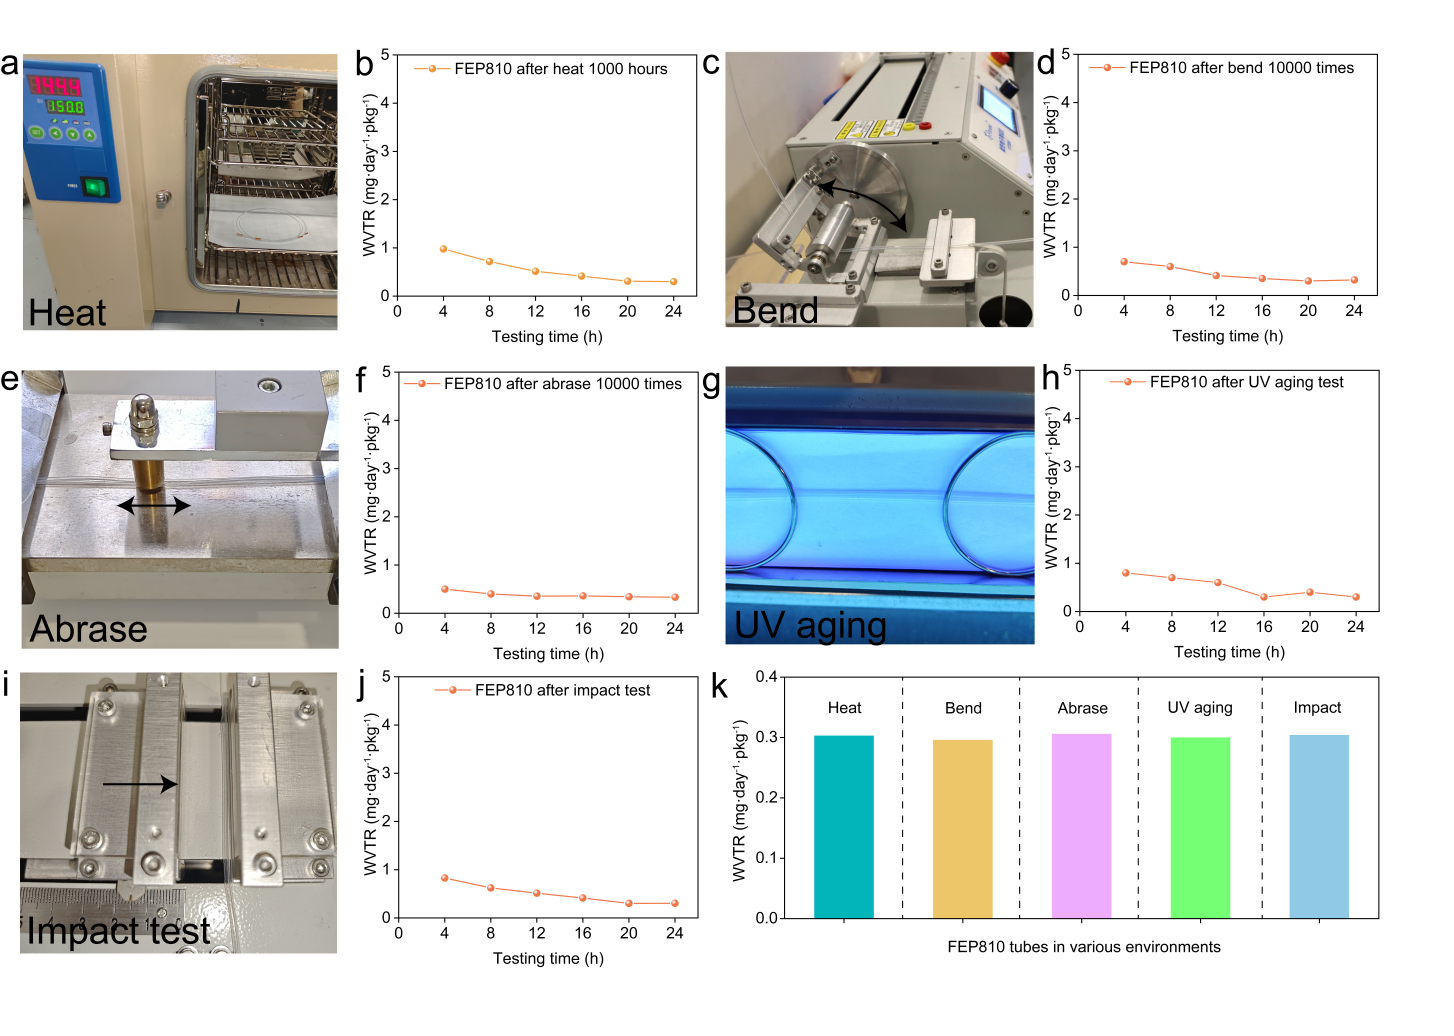 a
Heat
b
5
4
3
2
1
0
0
4
8
12
16
20
24
WVTR (mg·day⁻¹·pkg⁻¹)
Testing time (h)
FEP810 after heat 1000 hours
c
Bend
d
5
4
3
2
1
0
0
4
8
12
16
20
24
WVTR (mg·day⁻¹·pkg⁻¹)
Testing time (h)
FEP810 after bend 10000 times
e
Abrase
f
5
4
3
2
1
0
0
4
8
12
16
20
24
WVTR (mg·day⁻¹·pkg⁻¹)
Testing time (h)
FEP810 after abrase 10000 times
g
UV aging
h
5
4
3
2
1
0
0
4
8
12
16
20
24
WVTR (mg·day⁻¹·pkg⁻¹)
Testing time (h)
FEP810 after UV aging test
i
Impact test
j
5
4
3
2
1
0
0
4
8
12
16
20
24
WVTR (mg·day⁻¹·pkg⁻¹)
Testing time (h)
FEP810 after impact test
k
0.4
0.3
0.2
0.1
0.0
WVTR (mg·day⁻¹·pkg⁻¹)
Heat
Bend
Abrase
UV aging
Impact
FEP810 tubes in various environments